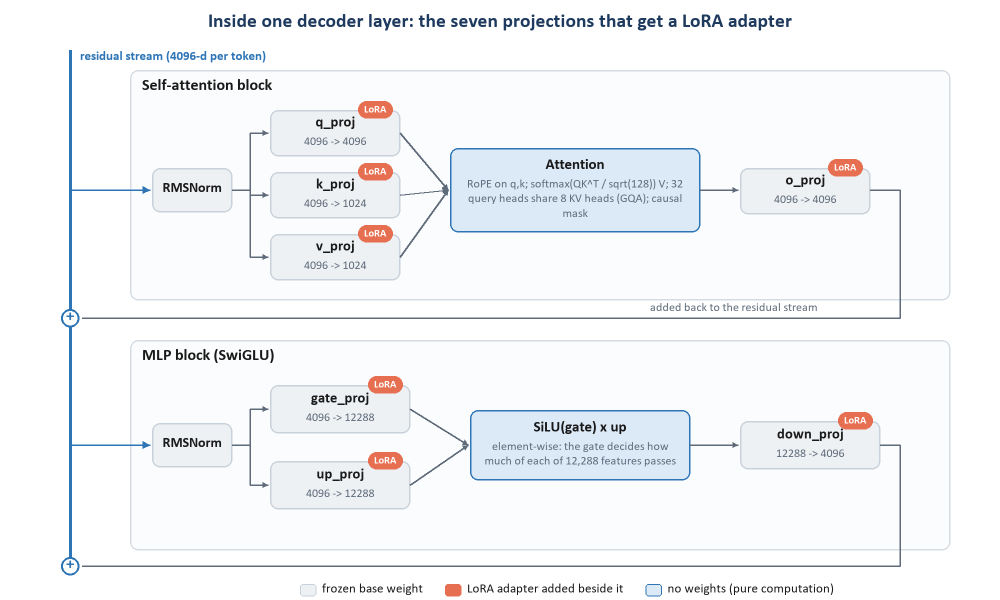 Inside one decoder layer: the seven projections that get a LoRA adapter
residual stream (4096-d per token)
Self-attention block
LoRA
q_proj
4096 -> 4096
LoRA
k_proj
4096 -> 1024
LoRA
v_proj
4096 -> 1024
RMSNorm
Attention
RoPE on q,k; softmax(QK^T / sqrt(128)) V; 32
query heads share 8 KV heads (GQA); causal
mask
LoRA
o_proj
4096 -> 4096
added back to the residual stream
+
MLP block (SwiGLU)
LoRA
gate_proj
4096 -> 12288
RMSNorm
LoRA
up_proj
4096 -> 12288
SiLU(gate) x up
element-wise: the gate decides how
much of each of 12,288 features passes
LoRA
down_proj
12288 -> 4096
+
frozen base weight
LoRA adapter added beside it
no weights (pure computation)